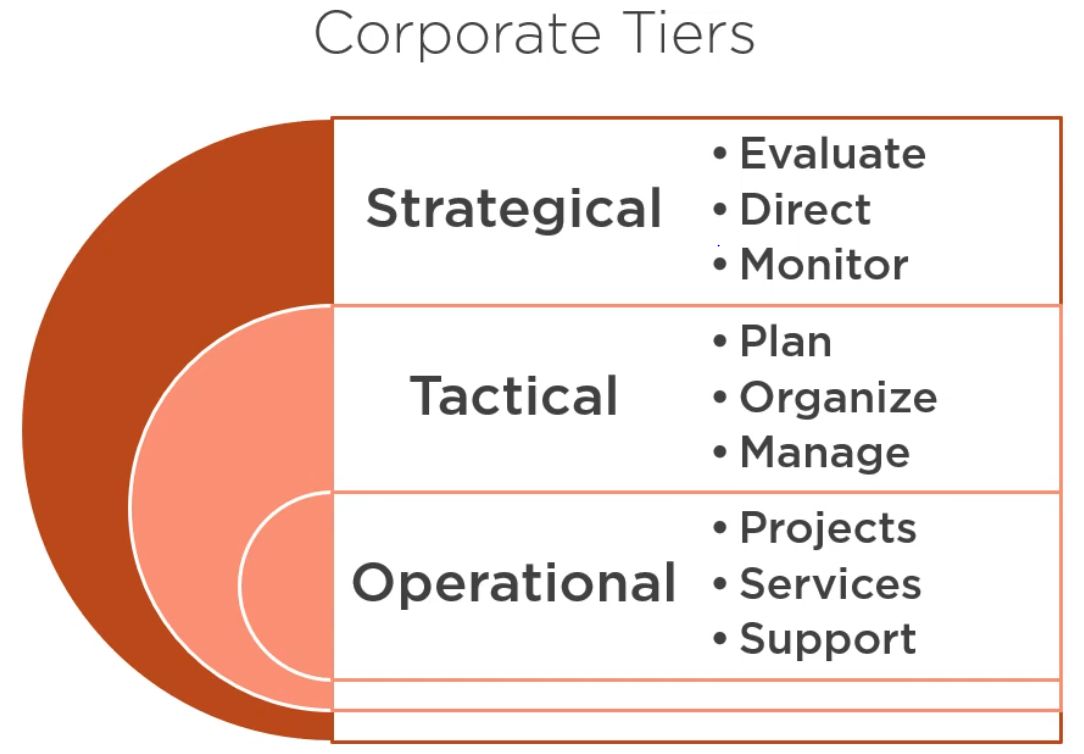 Corporate Tiers
Strategical
• Evaluate
• Direct
• Monitor
Tactical
• Plan
• Organize
• Manage
Operational
• Projects
• Services
• Support